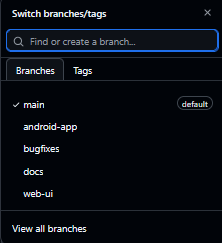 Switch branches/tags
Find or create a branch...
Branches Tags
main default
android-app
bugfixes
docs
web-ui
View all branches